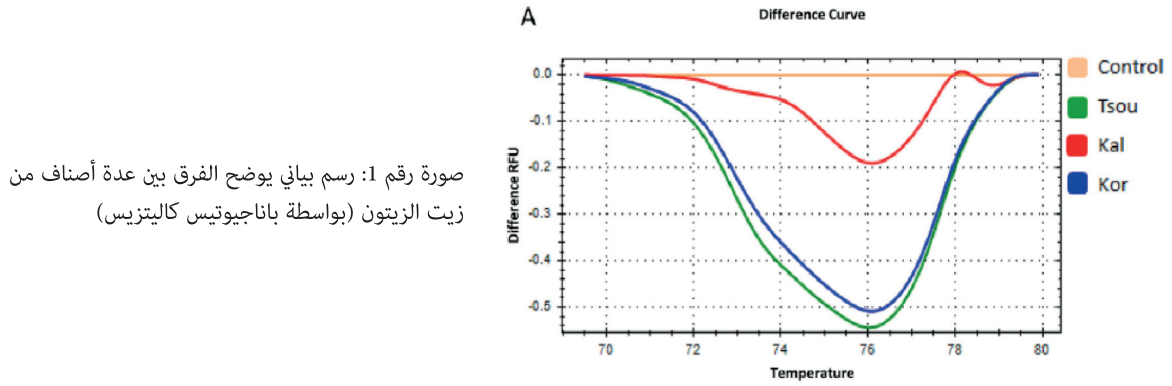 صورة رقم 1: رسم بياني يوضح الفرق بين عدة أصناف من
زيت الزيتون (بواسطة باناجيوتيس كاليتزيس)
A
Difference Curve
Difference RFU
0.0
-0.1
-0.2
-0.3
-0.4
-0.5
70 72 74 76 78 80
Temperature
Control
Tsou
Kal
Kor